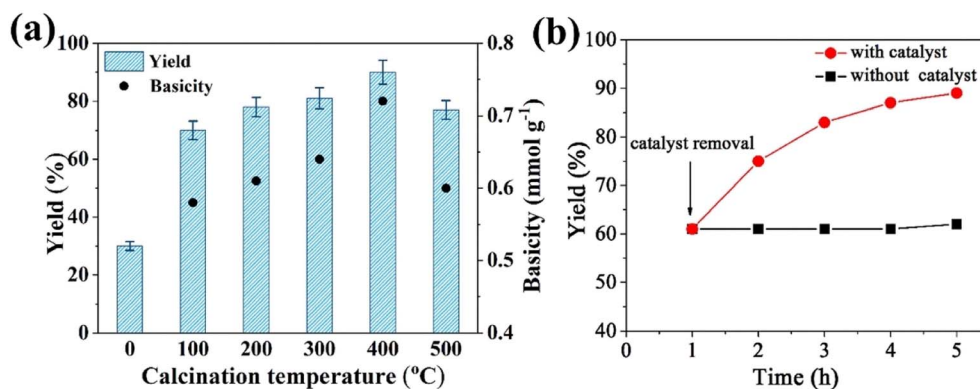 (a)
Yield (%)
100
80
60
40
20
0
Yield
Basicity
0.8
0.7
0.6
0.5
0.4
Basicity (mmol g⁻¹)
0 100 200 300 400 500
Calcination temperature (°C)
(b)
Yield (%)
100
90
80
70
60
50
40
with catalyst
without catalyst
catalyst removal
0 1 2 3 4 5
Time (h)